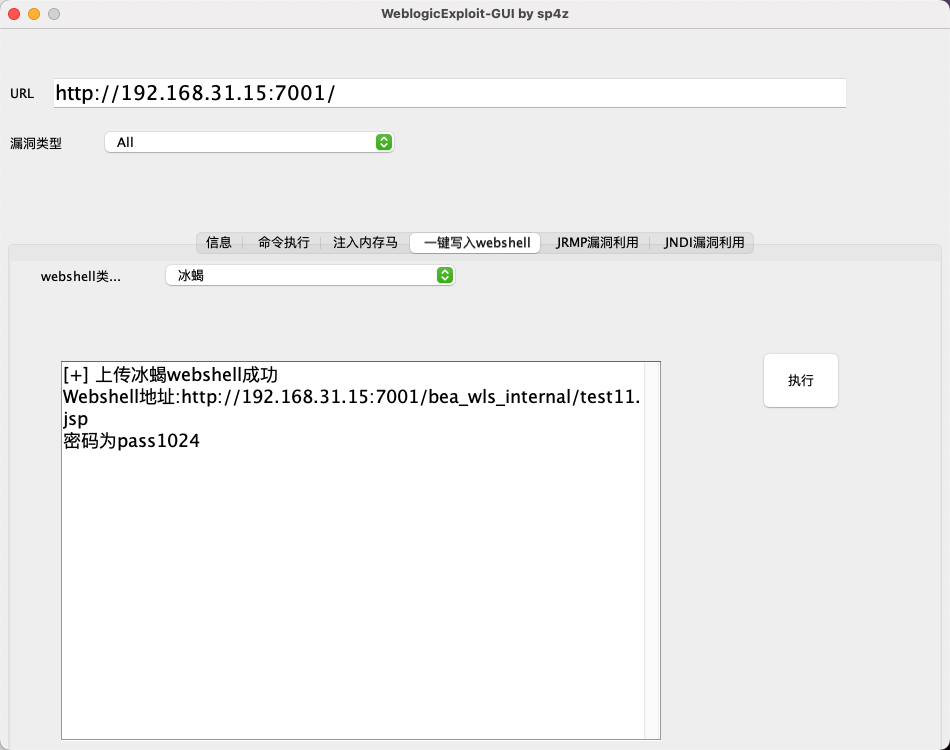 WeblogicExploit-GUI by sp4z
URL
http://192.168.31.15:7001/
漏洞类型
All
信息
命令执行
注入内存马
一键写入webshell
JRMP漏洞利用
JNDI漏洞利用
webshell类...
冰蝎
[+] 上传冰蝎webshell成功
Webshell地址:http://192.168.31.15:7001/bea_wls_internal/test11.
jsp
密码为pass1024
执行